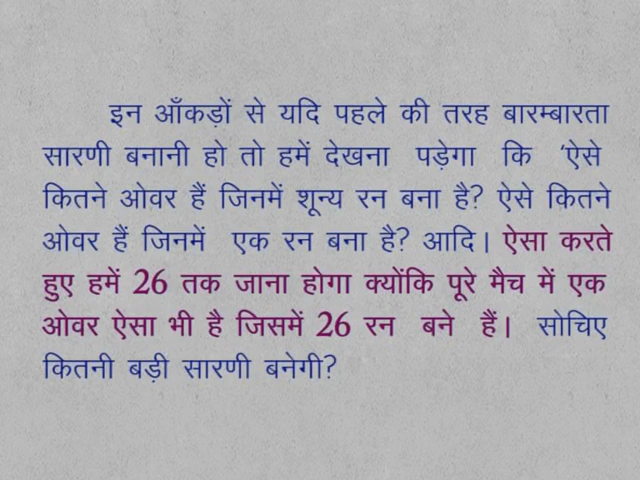 इन आँकड़ों से यदि पहले की तरह बारम्बारता
सारणी बनानी हो तो हमें देखना पड़ेगा कि 'ऐसे
कितने ओवर हैं जिनमें शून्य रन बना है? ऐसे कितने
ओवर हैं जिनमें एक रन बना है? आदि। ऐसा करते
हुए हमें 26 तक जाना होगा क्योंकि पूरे मैच में एक
ओवर ऐसा भी है जिसमें 26 रन बने हैं। सोचिए
कितनी बड़ी सारणी बनेगी?